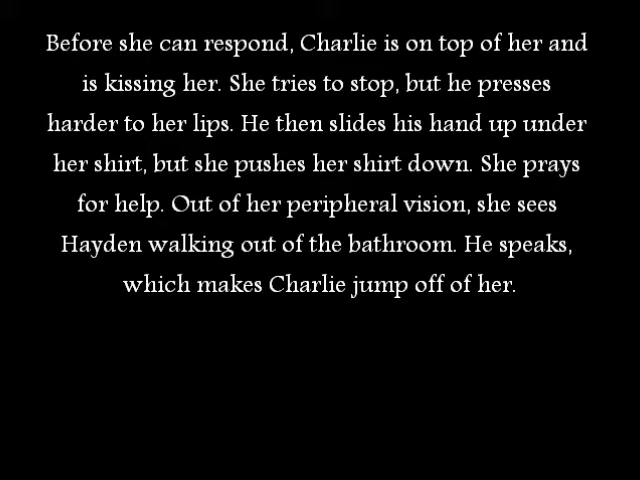 Before she can respond, Charlie is on top of her and
is kissing her. She tries to stop, but he presses
harder to her lips. He then slides his hand up under
her shirt, but she pushes her shirt down. She prays
for help. Out of her peripheral vision, she sees
Hayden walking out of the bathroom. He speaks,
which makes Charlie jump off of her.